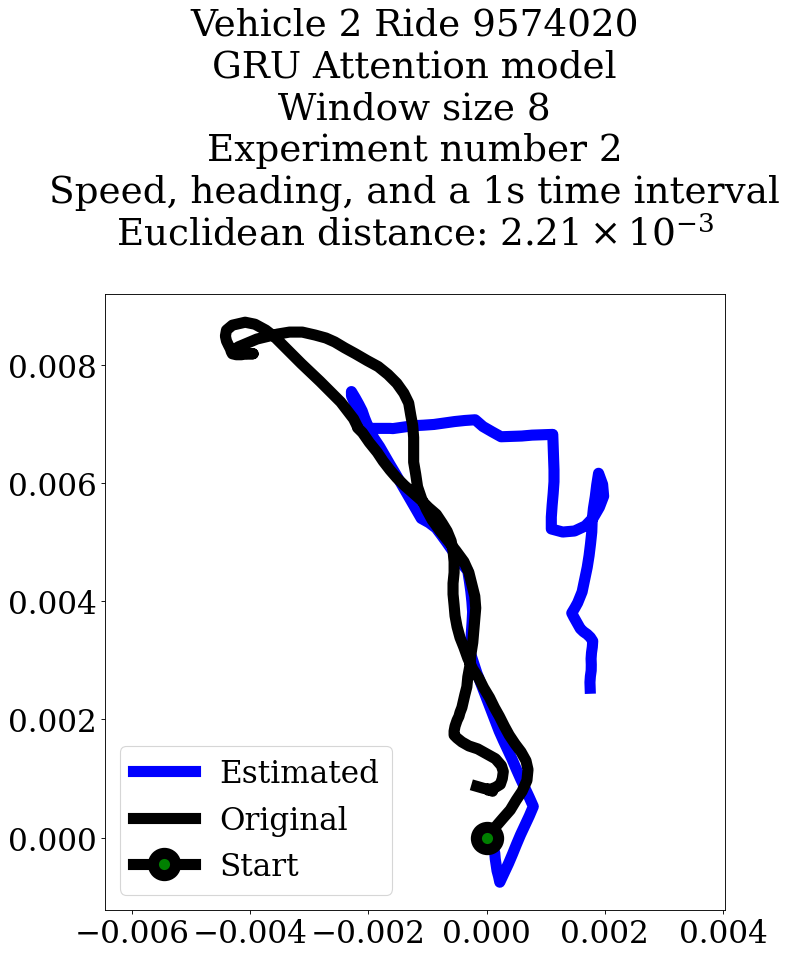 Vehicle 2 Ride 9574020
GRU Attention model
Window size 8
Experiment number 2
Speed, heading, and a 1s time interval
Euclidean distance: 2.21 × 10⁻³
0.008
0.006
0.004
0.002
0.000
Estimated
Original
Start
−0.006 −0.004 −0.002 0.000 0.002 0.004